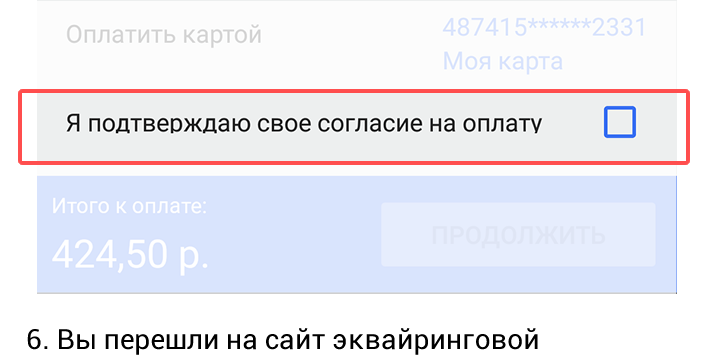 Оплатить картой
487415******2331
Моя карта
Я подтверждаю свое согласие на оплату
Итого к оплате:
424,50 р.
ПРОДОЛЖИТЬ
6. Вы перешли на сайт эквайринговой